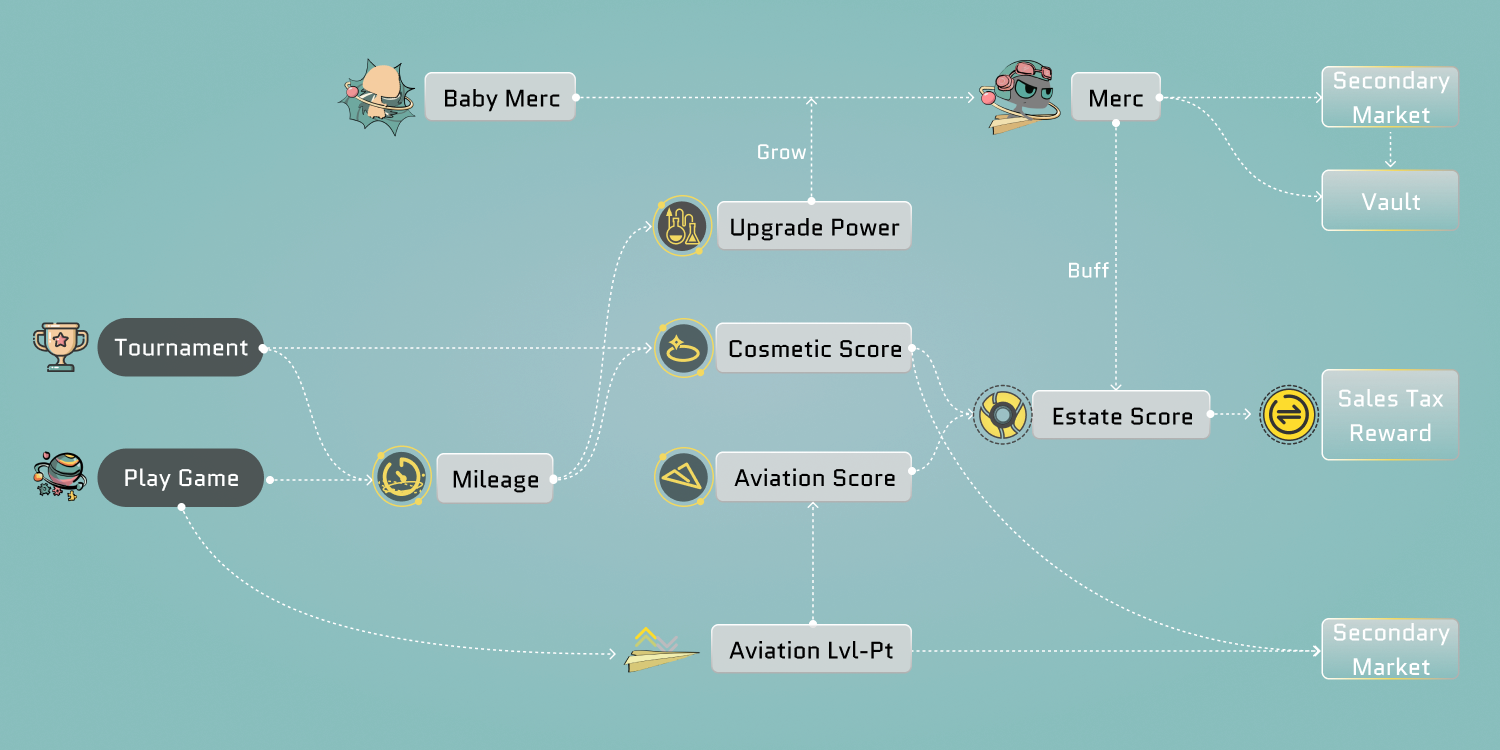 Baby Merc
Merc
Secondary
Market
Grow
Vault
Upgrade Power
Buff
Tournament
Cosmetic Score
Estate Score
Sales Tax
Reward
Play Game
Mileage
Aviation Score
Aviation Lvl-Pt
Secondary
Market